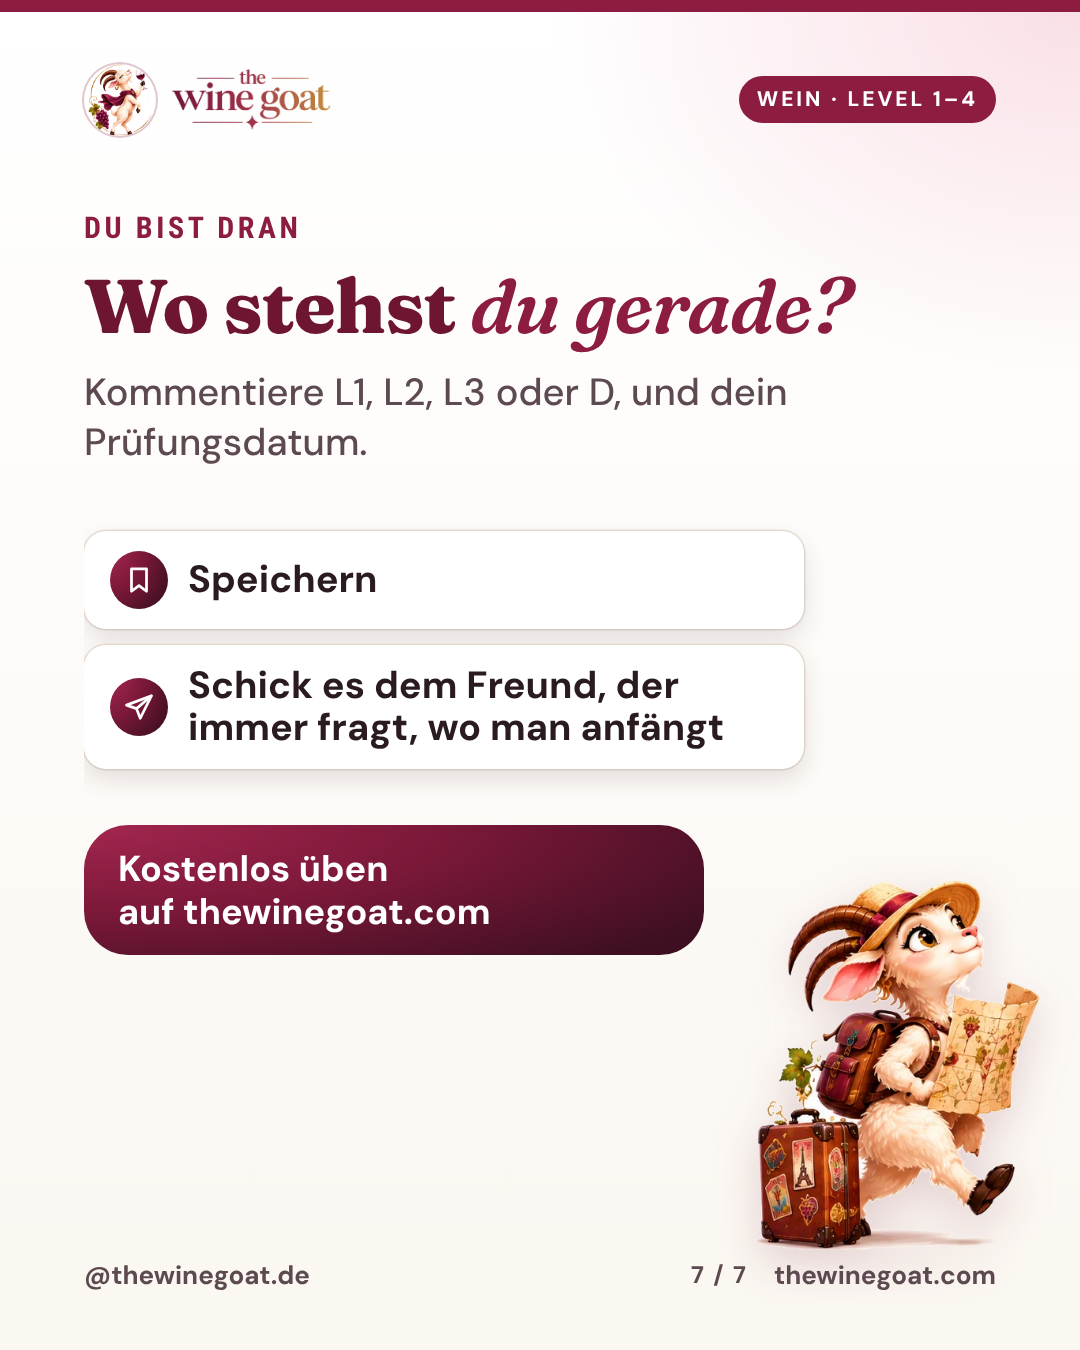 the
wine goat
WEIN · LEVEL 1–4
DU BIST DRAN
Wo stehst du gerade?
Kommentiere L1, L2, L3 oder D, und dein
Prüfungsdatum.
Speichern
Schick es dem Freund, der
immer fragt, wo man anfängt
Kostenlos üben
auf thewinegoat.com
@thewinegoat.de
7 / 7 thewinegoat.com